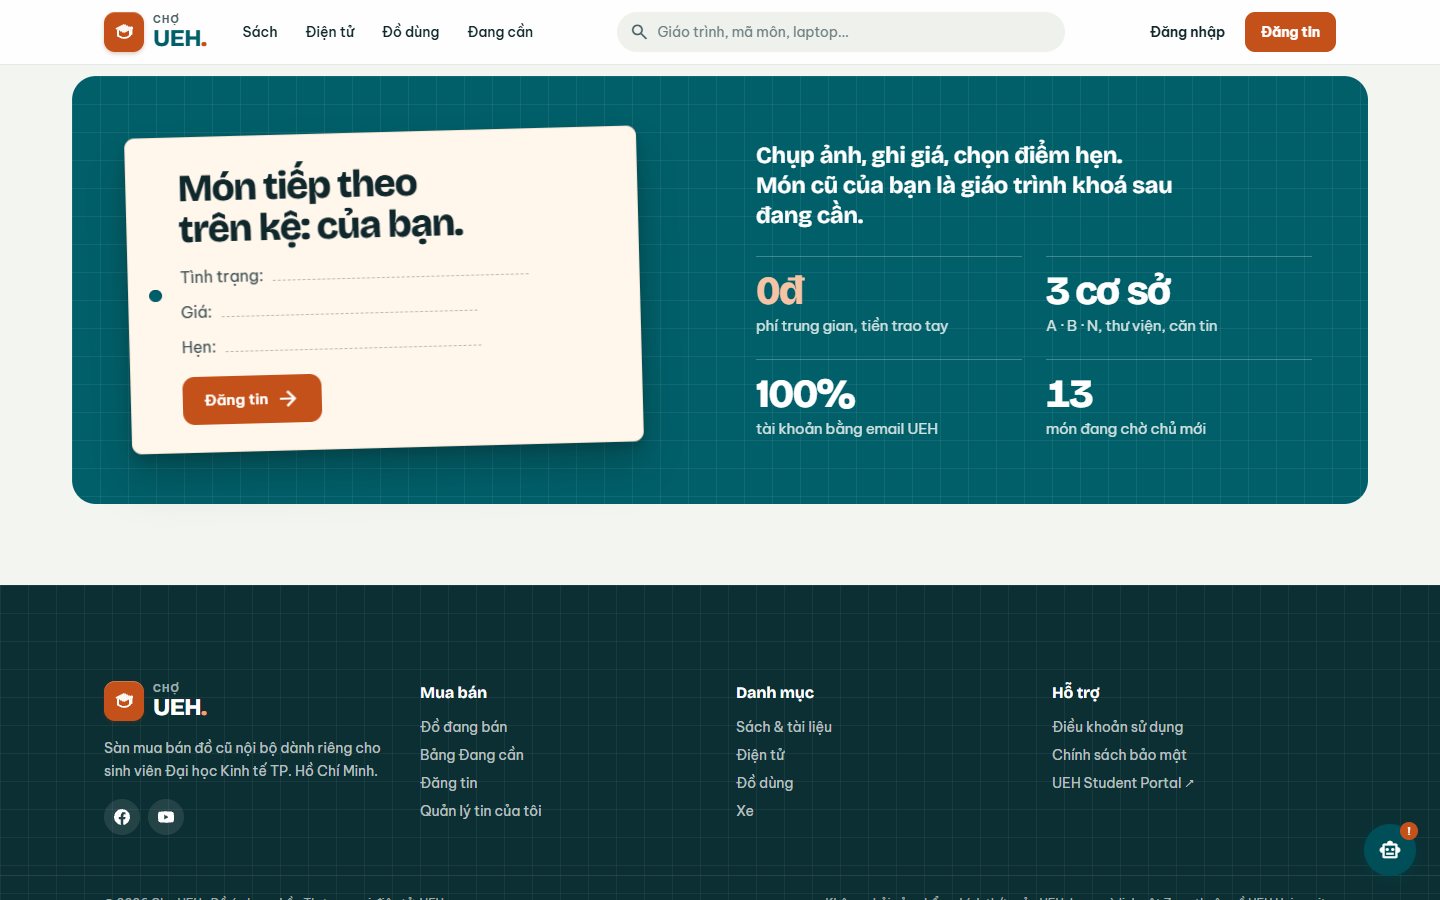 CHỢ
UEH.
Sách
Điện tử
Đồ dùng
Đang cần
Giáo trình, mã môn, laptop...
Đăng nhập
Đăng tin
Món tiếp theo
trên kệ: của bạn.
Tình trạng:
Giá:
Hẹn:
Đăng tin →
Chụp ảnh, ghi giá, chọn điểm hẹn.
Món cũ của bạn là giáo trình khoá sau
đang cần.
0đ
phí trung gian, tiền trao tay
3 cơ sở
A · B · N, thư viện, căn tin
100%
tài khoản bằng email UEH
13
món đang chờ chủ mới
CHỢ
UEH.
Sàn mua bán đồ cũ nội bộ dành riêng cho
sinh viên Đại học Kinh tế TP. Hồ Chí Minh.
Mua bán
Đồ đang bán
Bảng Đang cần
Đăng tin
Quản lý tin của tôi
Danh mục
Sách & tài liệu
Điện tử
Đồ dùng
Xe
Hỗ trợ
Điều khoản sử dụng
Chính sách bảo mật
UEH Student Portal ↗
!